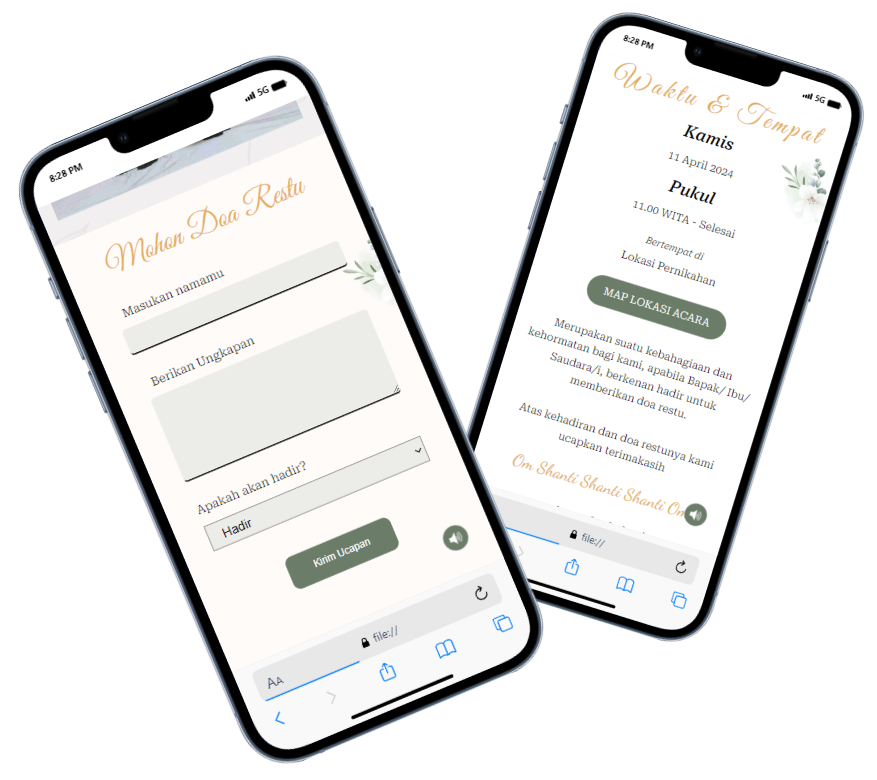 8:28 PM
5G
Mohon Doa Restu
Masukan namamu
Berikan Ungkapan
Apakah akan hadir?
Hadir
Kirim Ucapan
AA
file://
8:28 PM
5G
Waktu & Tempat
Kamis
11 April 2024
Pukul
11.00 WITA - Selesai
Bertempat di
Lokasi Pernikahan
MAP LOKASI ACARA
Merupakan suatu kebahagiaan dan
kehormatan bagi kami, apabila Bapak/ Ibu/
Saudara/i, berkenan hadir untuk
memberikan doa restu.
Atas kehadiran dan doa restunya kami
ucapkan terimakasih
Om Shanti Shanti Shanti Om
file://